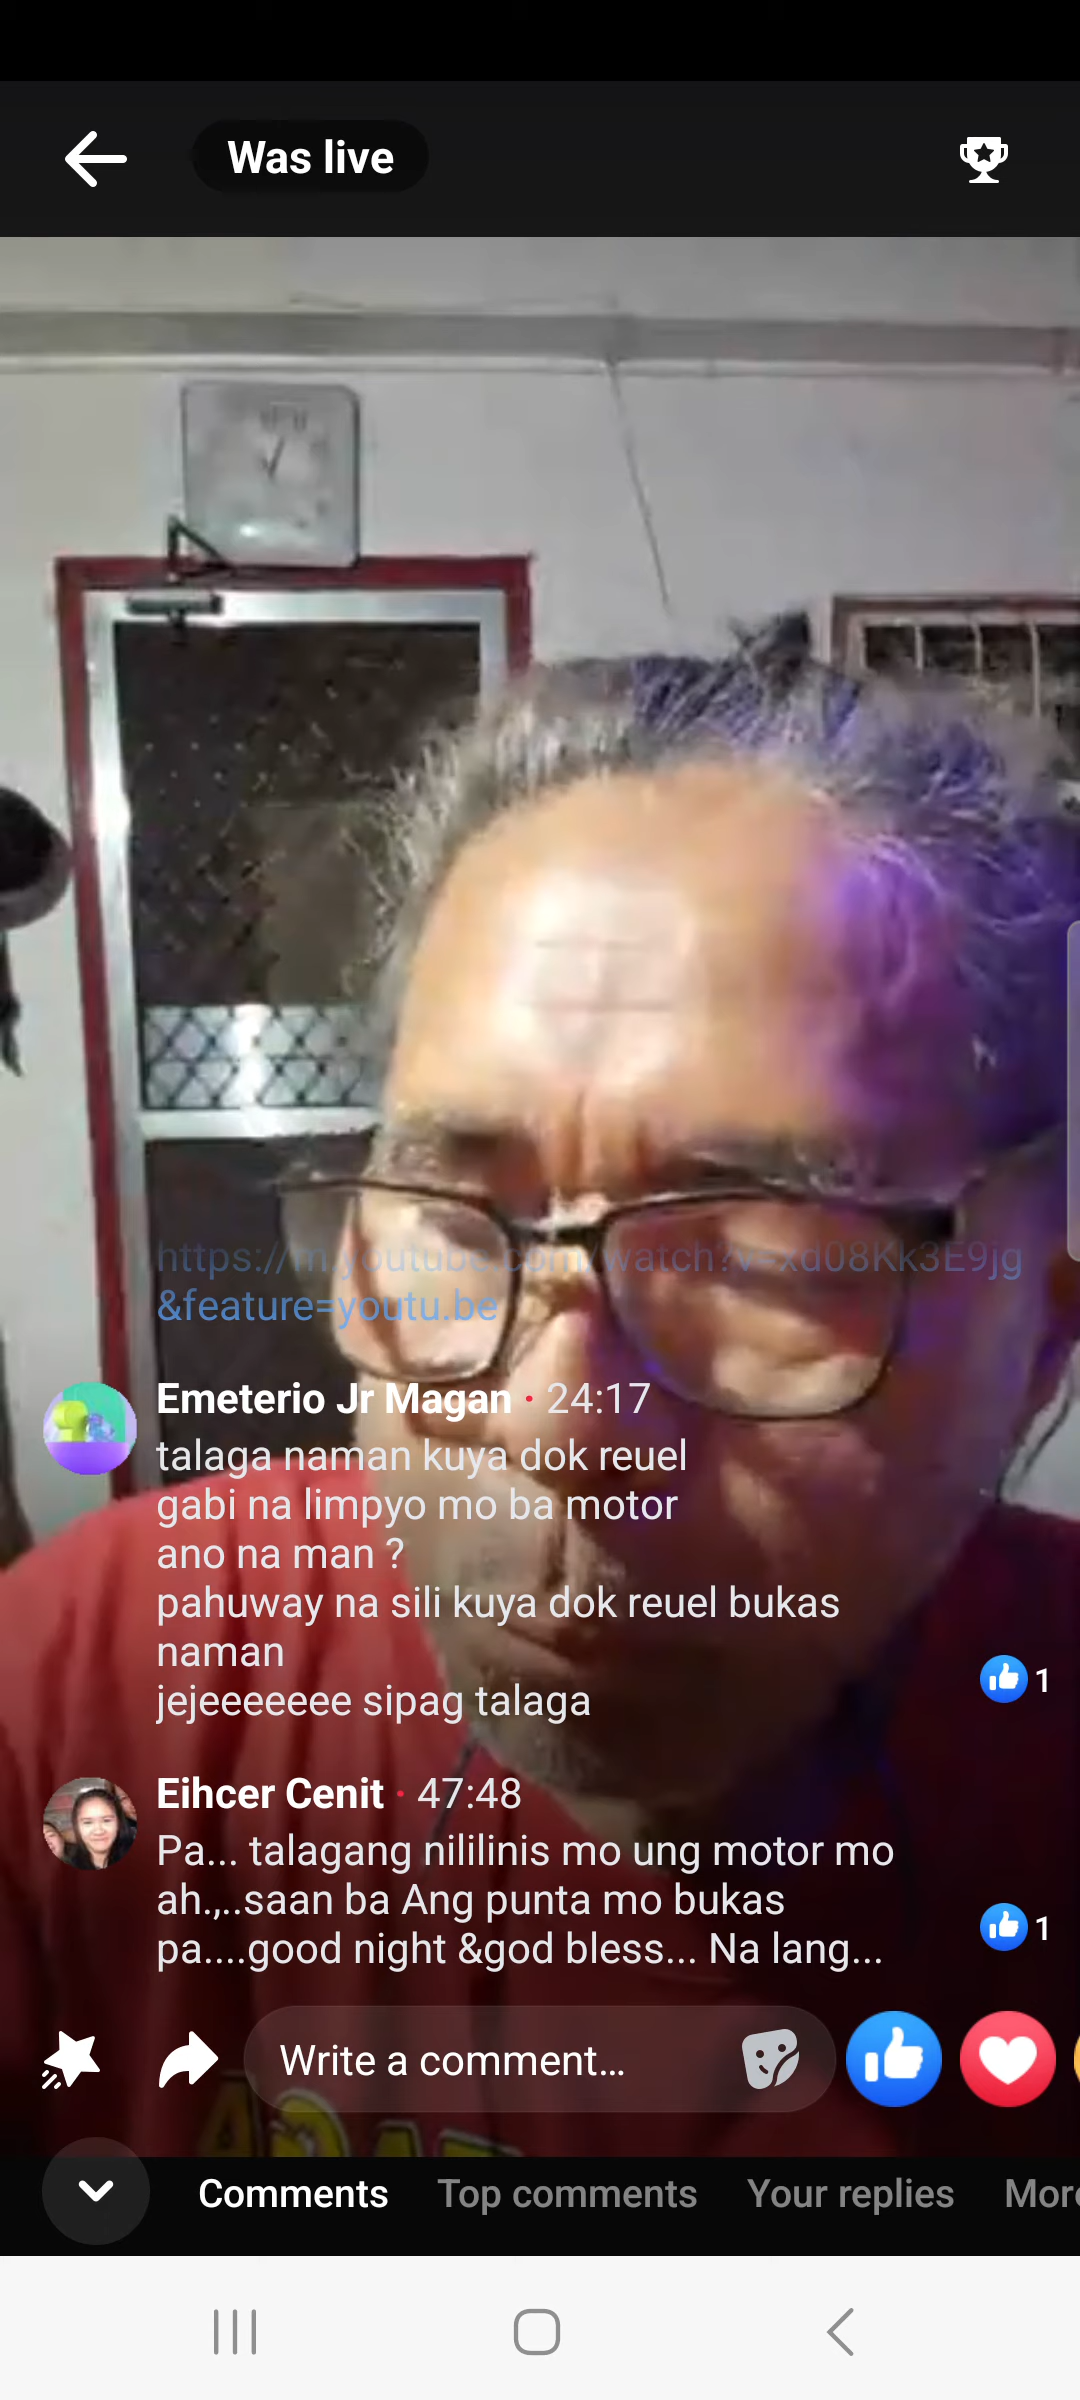 Was live
https://m.youtube.com/watch?v=xd08Kk3E9jg
&feature=youtu.be
Emeterio Jr Magan · 24:17
talaga naman kuya dok reuel
gabi na limpyo mo ba motor
ano na man ?
pahuway na sili kuya dok reuel bukas
naman
jejeeeeeee sipag talaga
1
Eihcer Cenit · 47:48
Pa... talagang nililinis mo ung motor mo
ah.,..saan ba Ang punta mo bukas
pa....good night &god bless... Na lang...
1
Write a comment...
Comments Top comments Your replies More